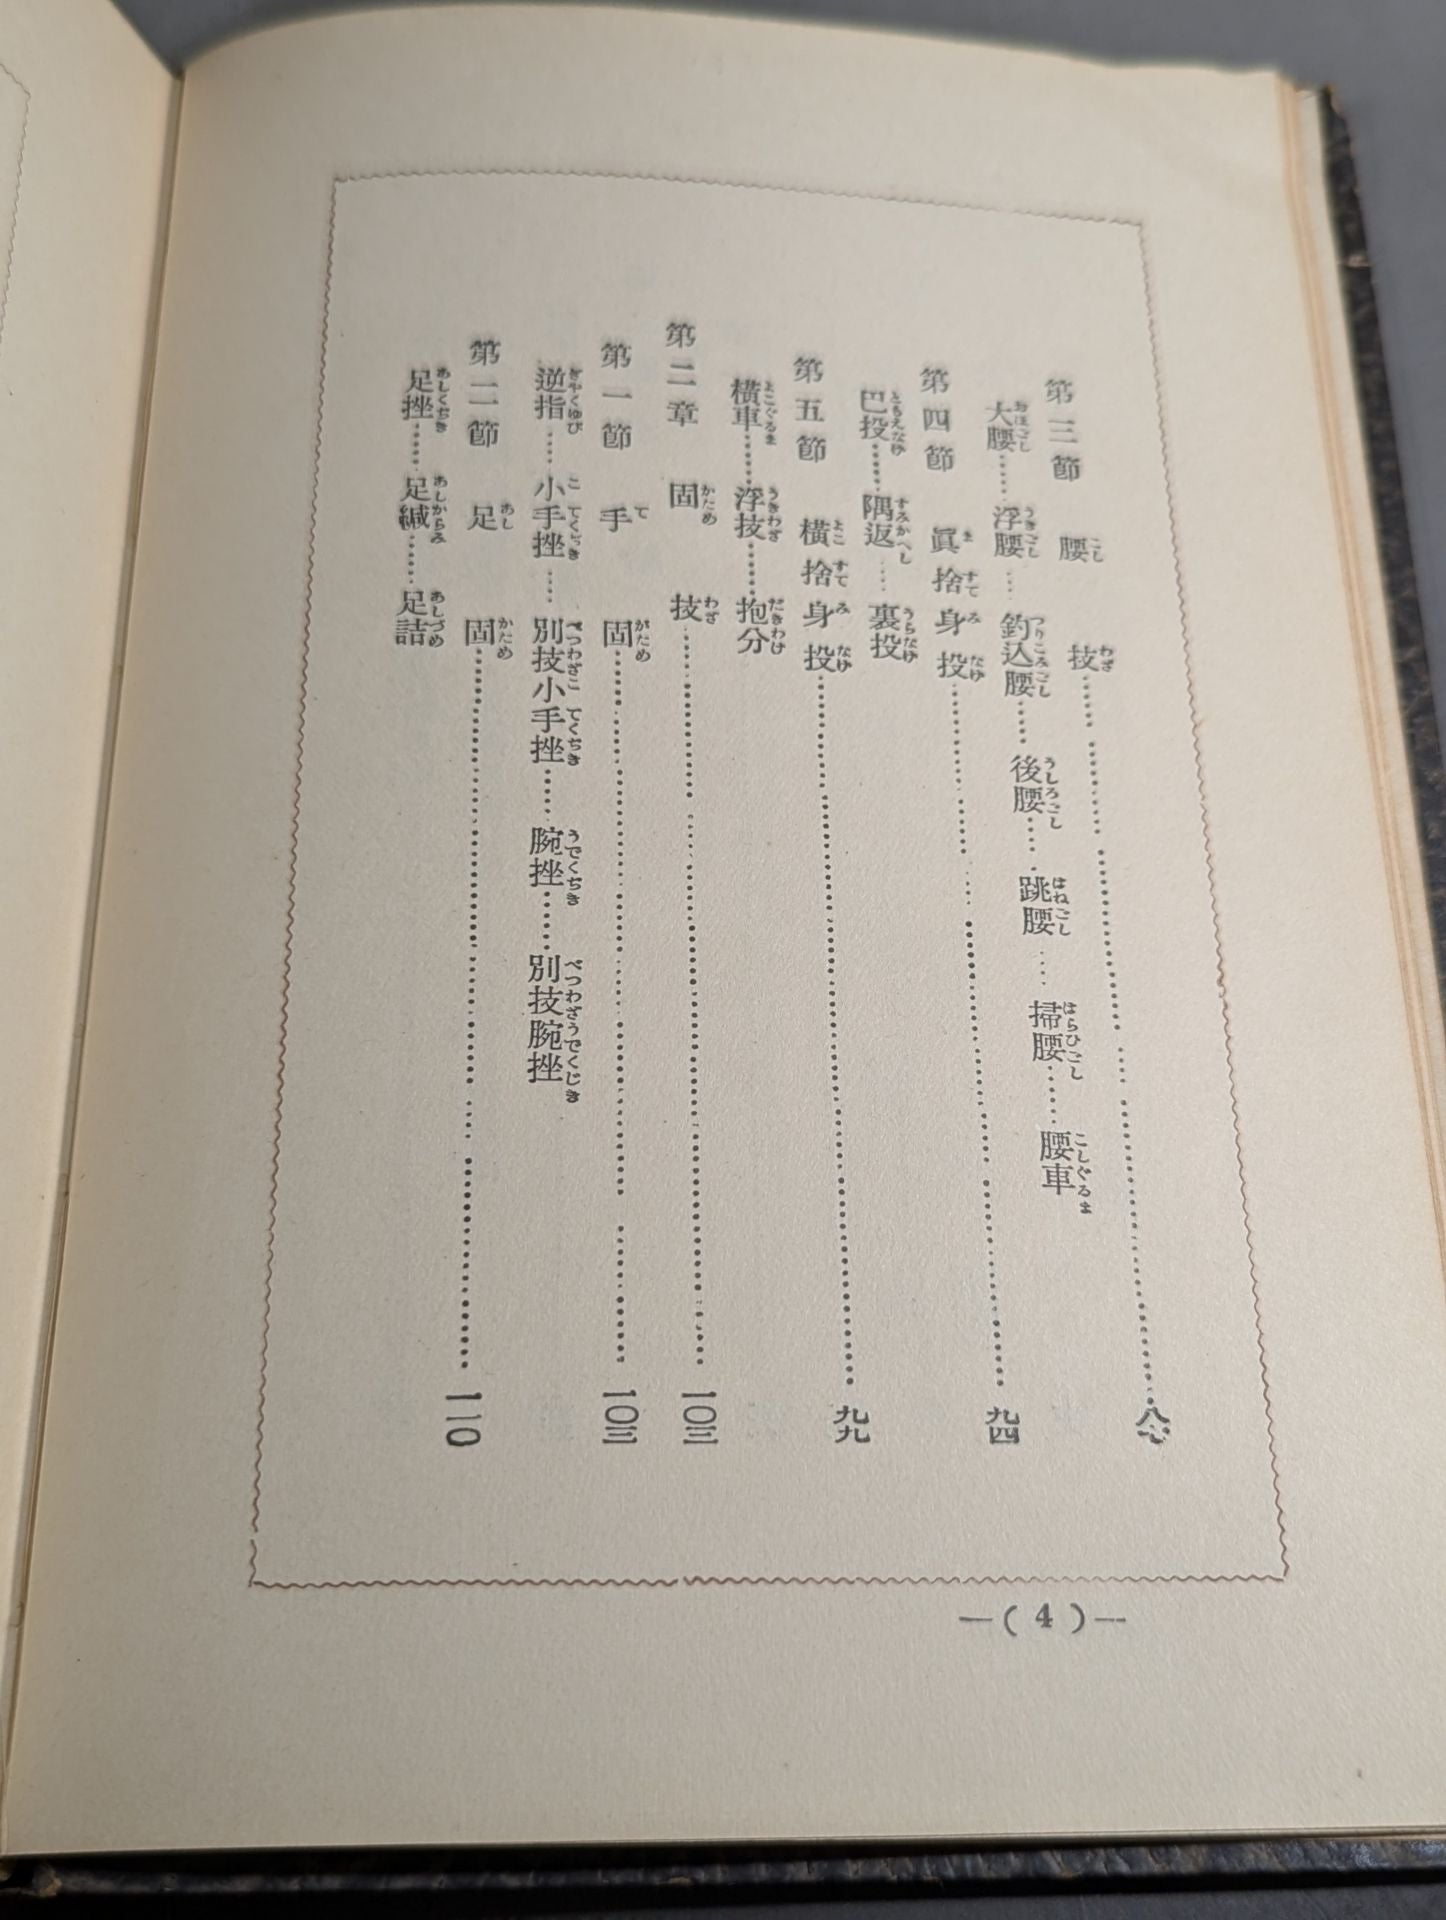 第三節　腰技……八七
大腰……浮腰……釣込腰……後腰……跳腰……掃腰……腰車
第四節　眞捨身投……九四
巴投……隅返……裏投
第五節　橫捨身投……九九
橫車……浮技……抱分
第二章　固技……一〇三
第一節　手固……一〇三
逆指……小手挫……別技小手挫……腕挫……別技腕挫
第二節　足固……一一〇
足挫……足緘……足詰
—( 4 )—